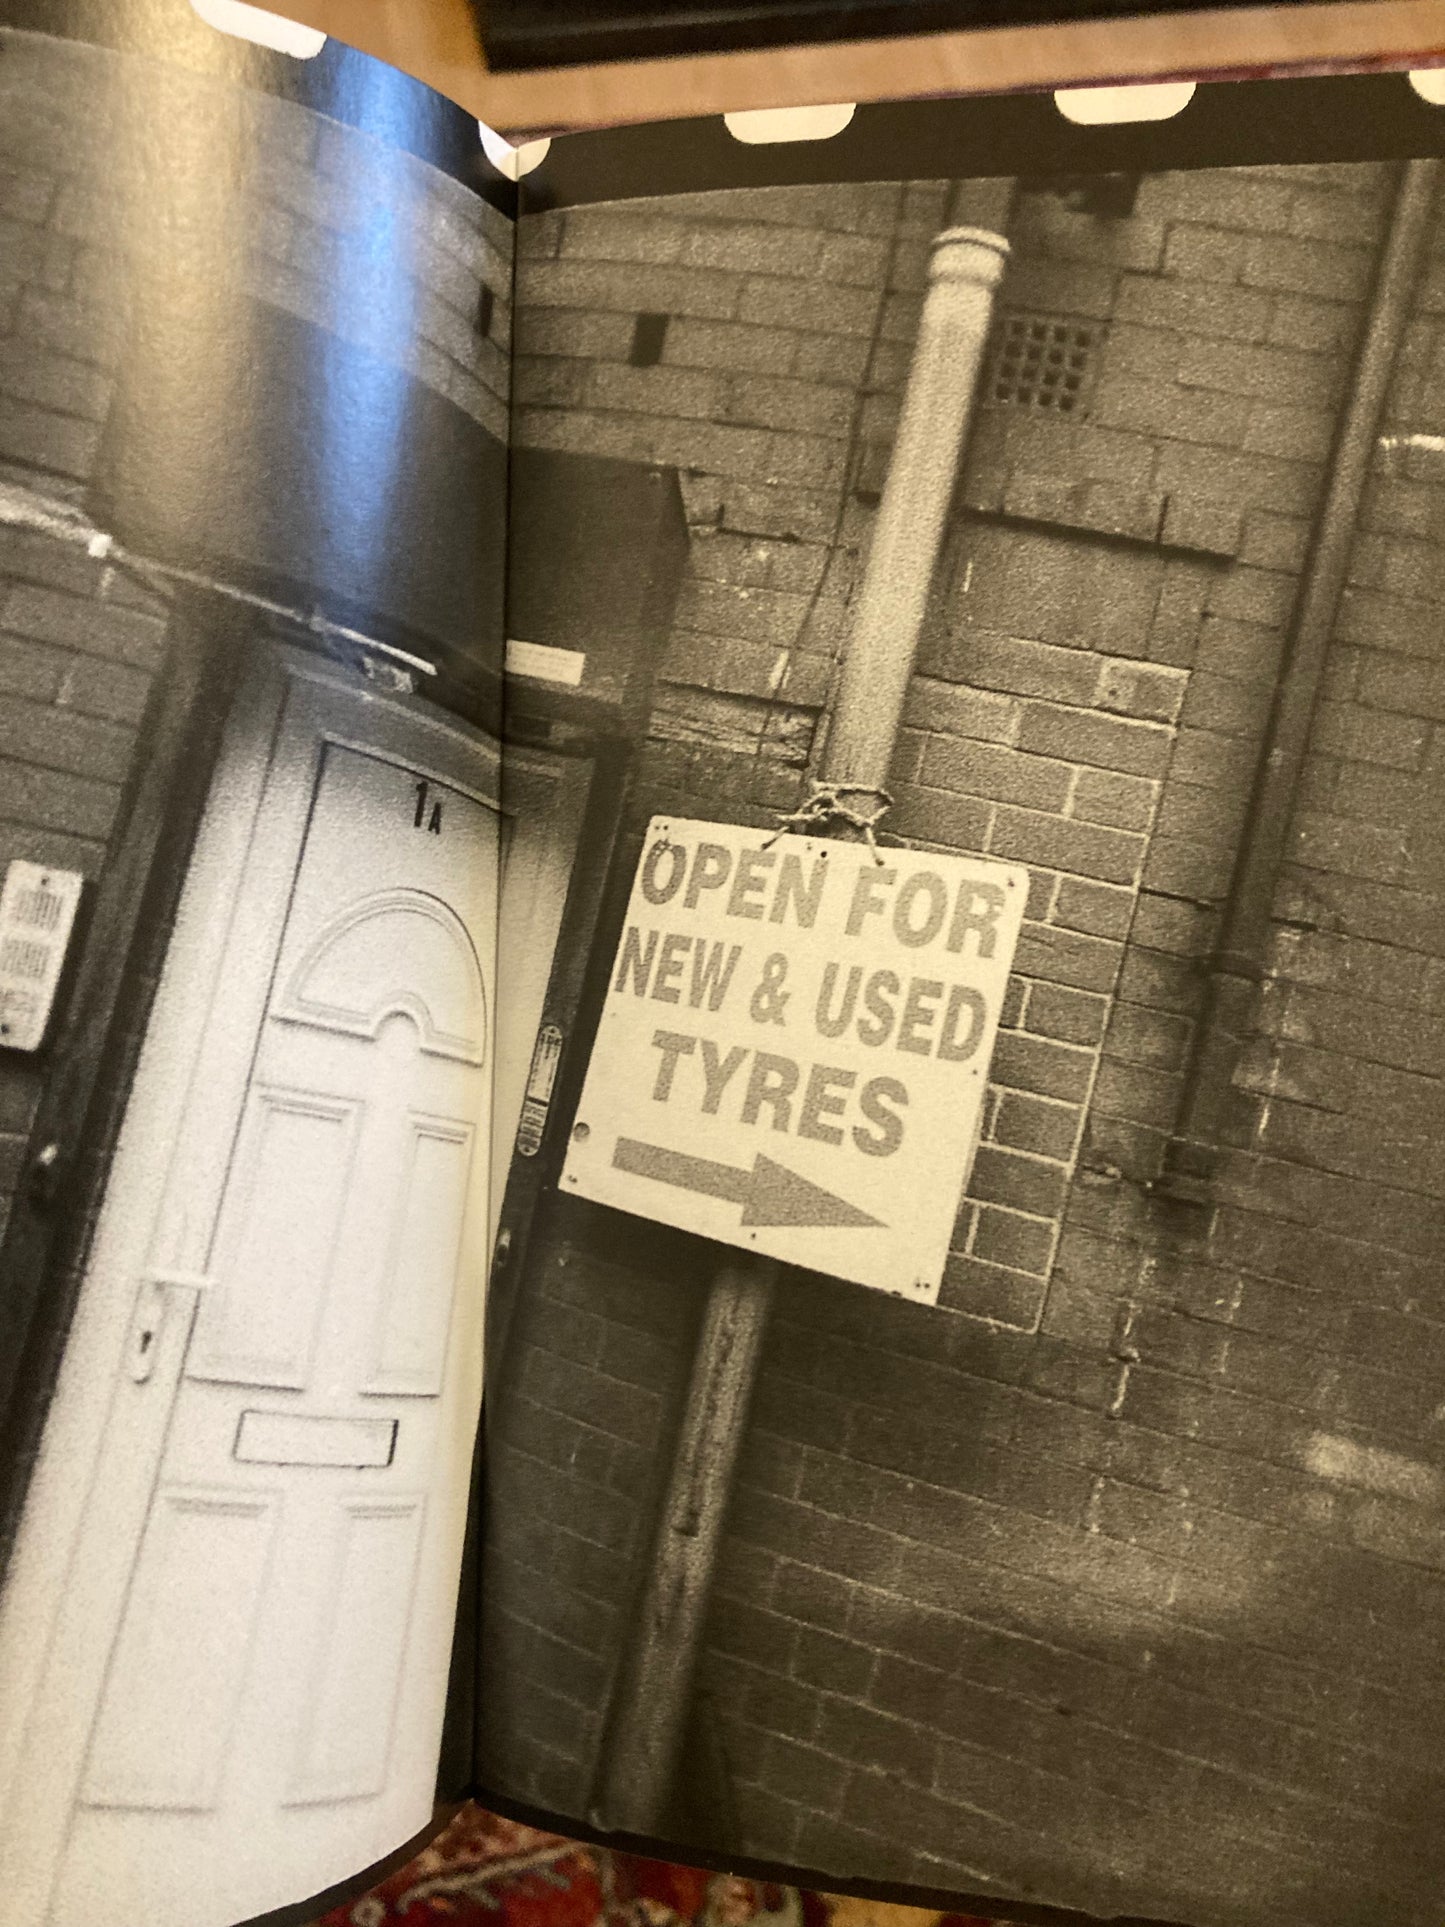 1A
OPEN FOR
NEW & USED
TYRES